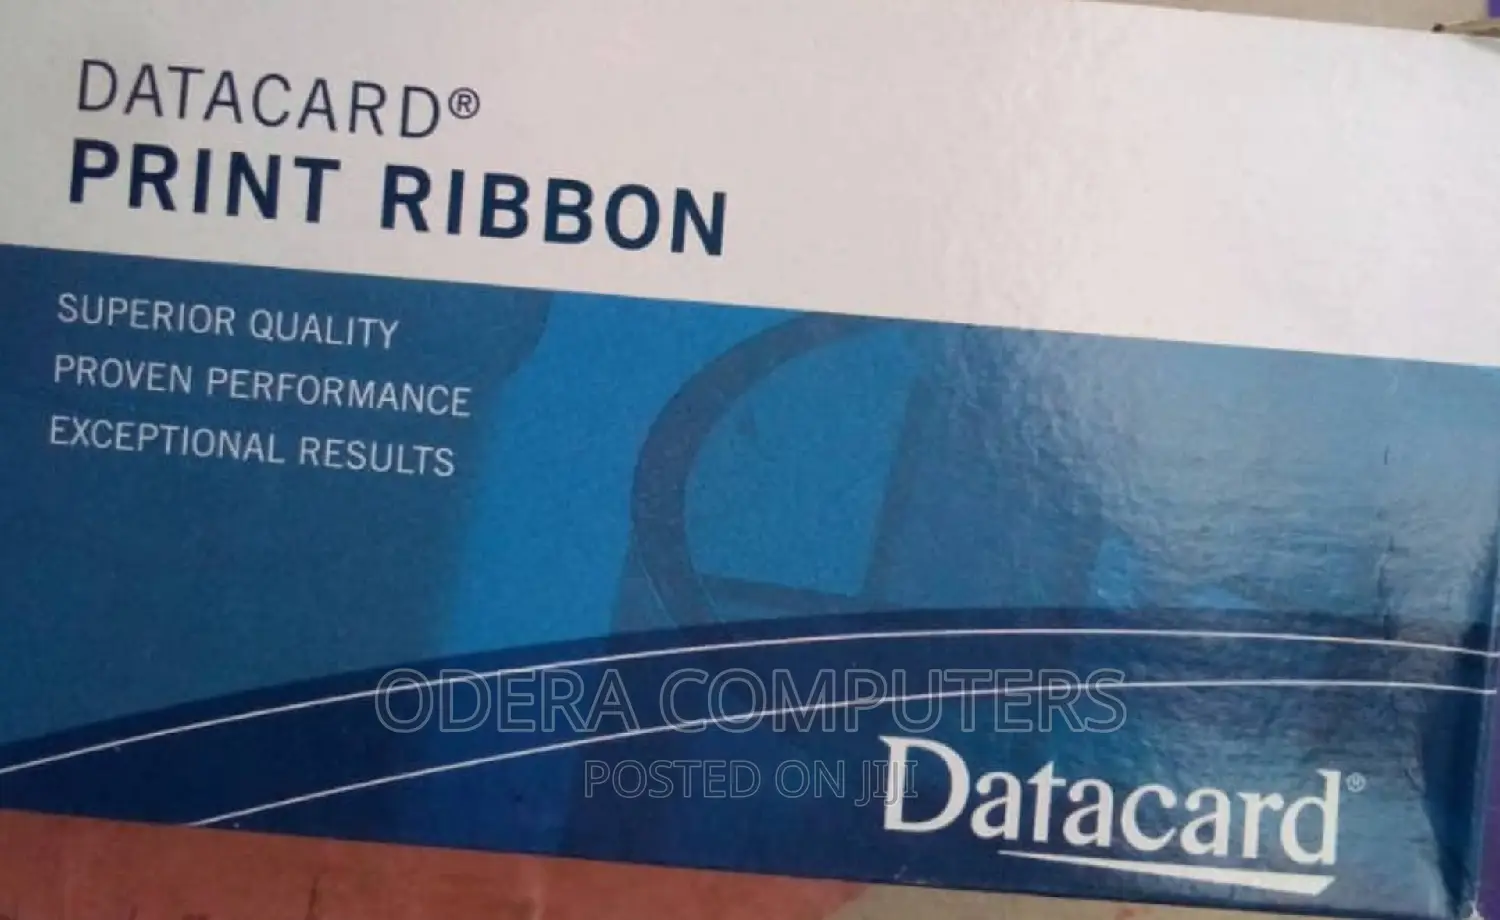 DATACARD®
PRINT RIBBON
SUPERIOR QUALITY
PROVEN PERFORMANCE
EXCEPTIONAL RESULTS
ODERA COMPUTERS
POSTED ON JIJI
Datacard®